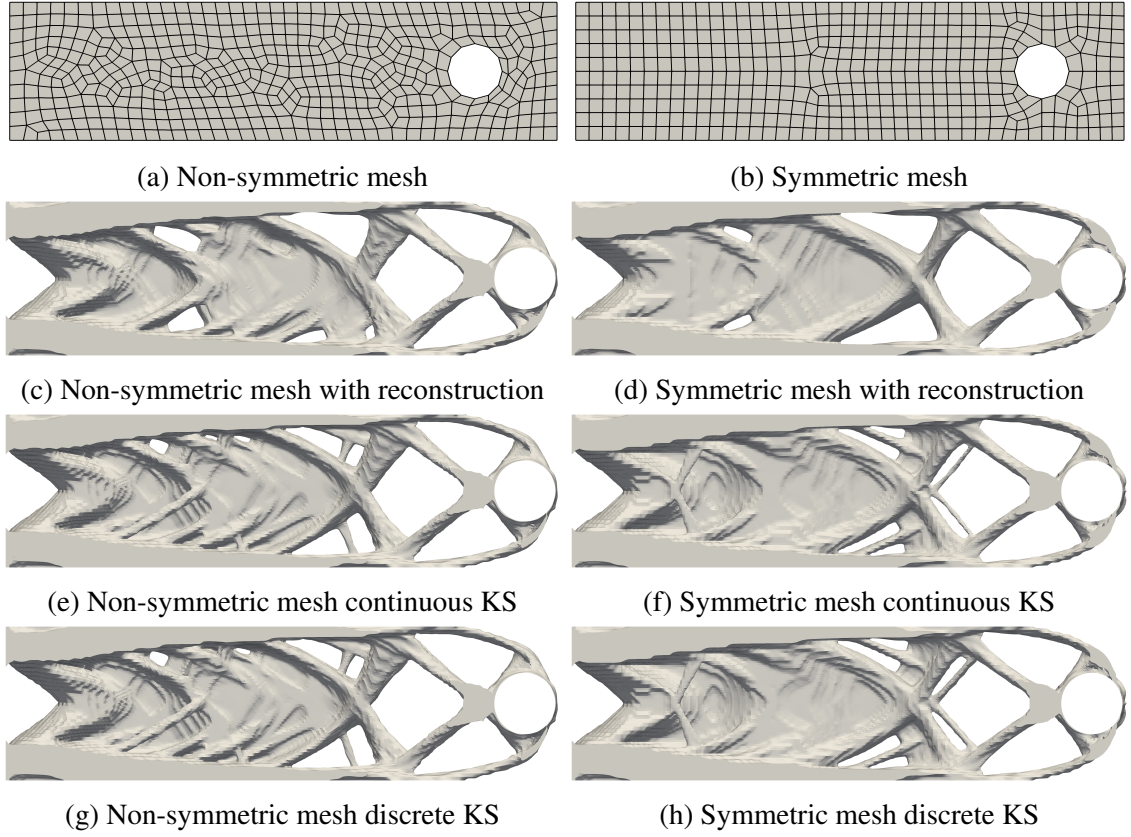 (a) Non-symmetric mesh
(b) Symmetric mesh
(c) Non-symmetric mesh with reconstruction
(d) Symmetric mesh with reconstruction
(e) Non-symmetric mesh continuous KS
(f) Symmetric mesh continuous KS
(g) Non-symmetric mesh discrete KS
(h) Symmetric mesh discrete KS